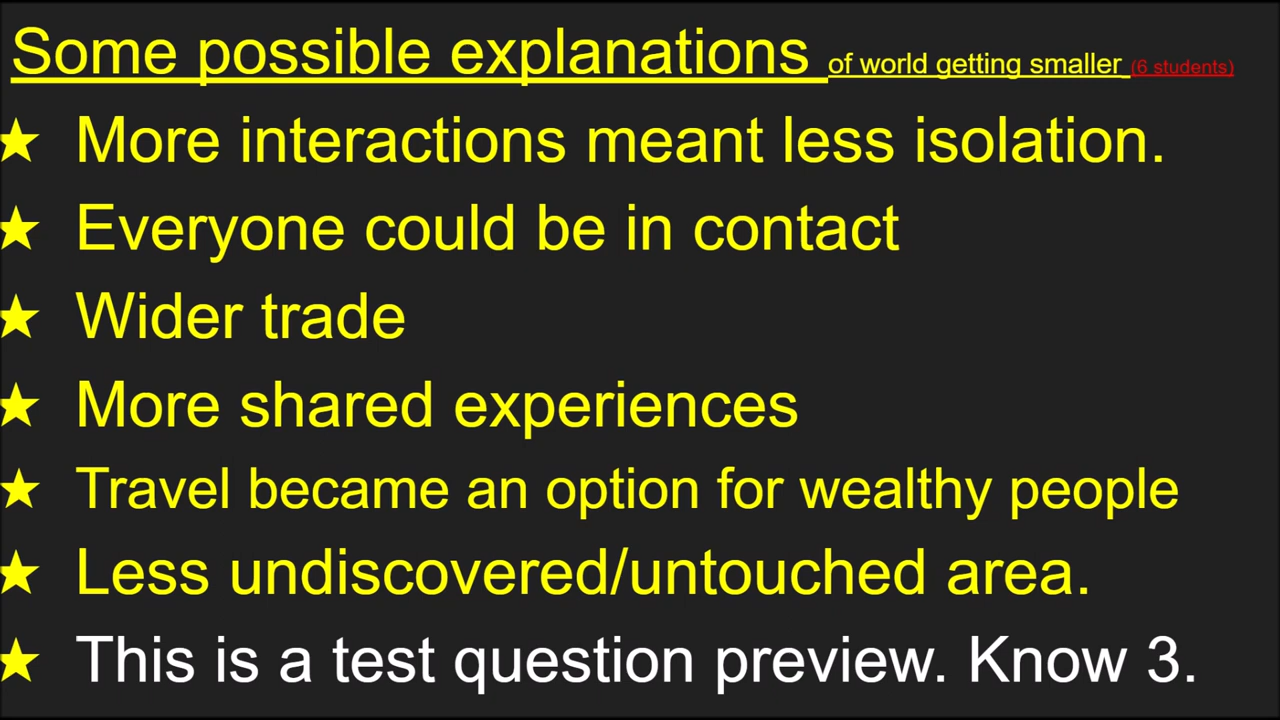 Some possible explanations of world getting smaller (6 students)
★ More interactions meant less isolation.
★ Everyone could be in contact
★ Wider trade
★ More shared experiences
★ Travel became an option for wealthy people
★ Less undiscovered/untouched area.
★ This is a test question preview. Know 3.